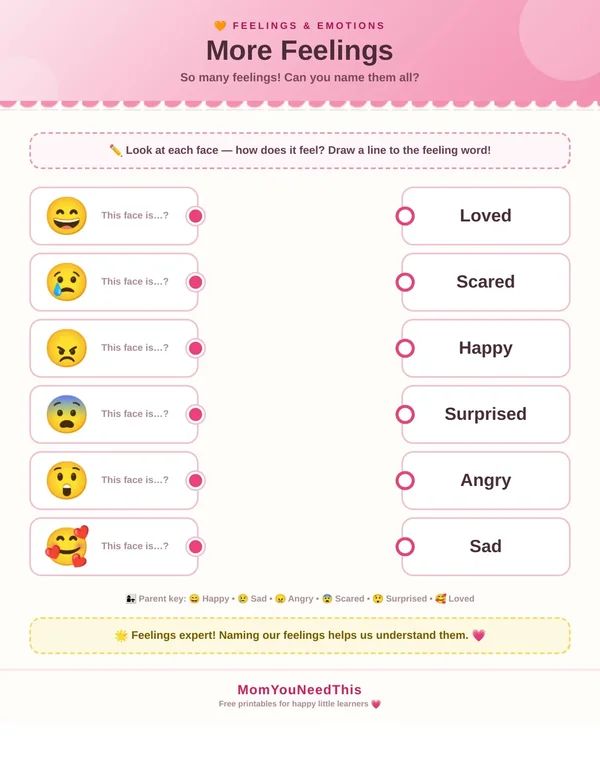 🧡 FEELINGS & EMOTIONS
More Feelings
So many feelings! Can you name them all?
✏️ Look at each face — how does it feel? Draw a line to the feeling word!
This face is...?
Loved
This face is...?
Scared
This face is...?
Happy
This face is...?
Surprised
This face is...?
Angry
This face is...?
Sad
👩‍👧 Parent key: 😄 Happy • 😢 Sad • 😠 Angry • 😨 Scared • 😲 Surprised • 🥰 Loved
🌟 Feelings expert! Naming our feelings helps us understand them. 💗
MomYouNeedThis
Free printables for happy little learners 💗